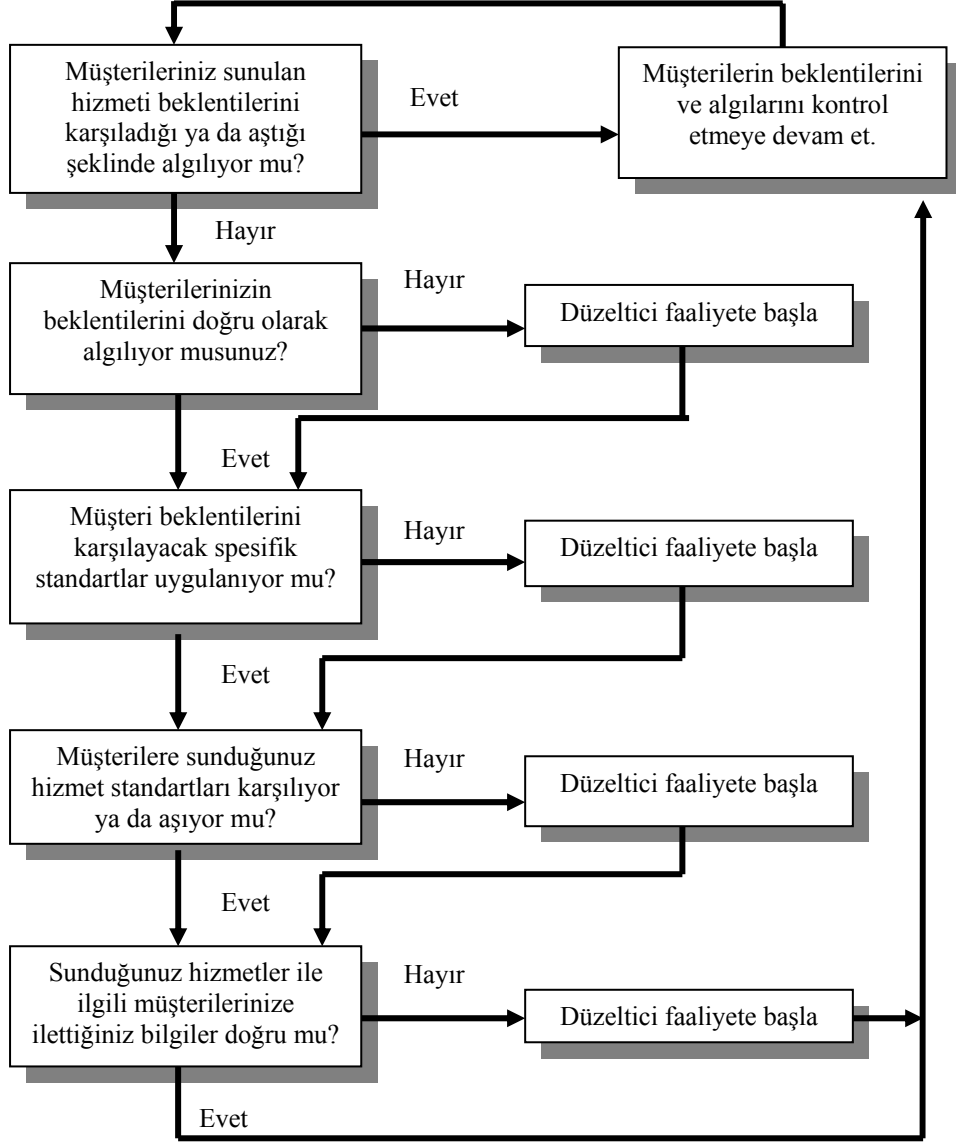 Müşterileriniz sunulan
hizmeti beklentilerini
karşıladığı ya da aştığı
şeklinde algılıyor mu?
Evet
Müşterilerin beklentilerini
ve algılarını kontrol
etmeye devam et.
Hayır
Müşterilerinizin
beklentilerini doğru olarak
algılıyor musunuz?
Hayır
Düzeltici faaliyete başla
Evet
Müşteri beklentilerini
karşılayacak spesifik
standartlar uygulanıyor mu?
Hayır
Düzeltici faaliyete başla
Evet
Müşterilere sunduğunuz
hizmet standartları karşılıyor
ya da aşıyor mu?
Hayır
Düzeltici faaliyete başla
Evet
Sunduğunuz hizmetler ile
ilgili müşterilerinize
ilettiğiniz bilgiler doğru mu?
Hayır
Düzeltici faaliyete başla
Evet